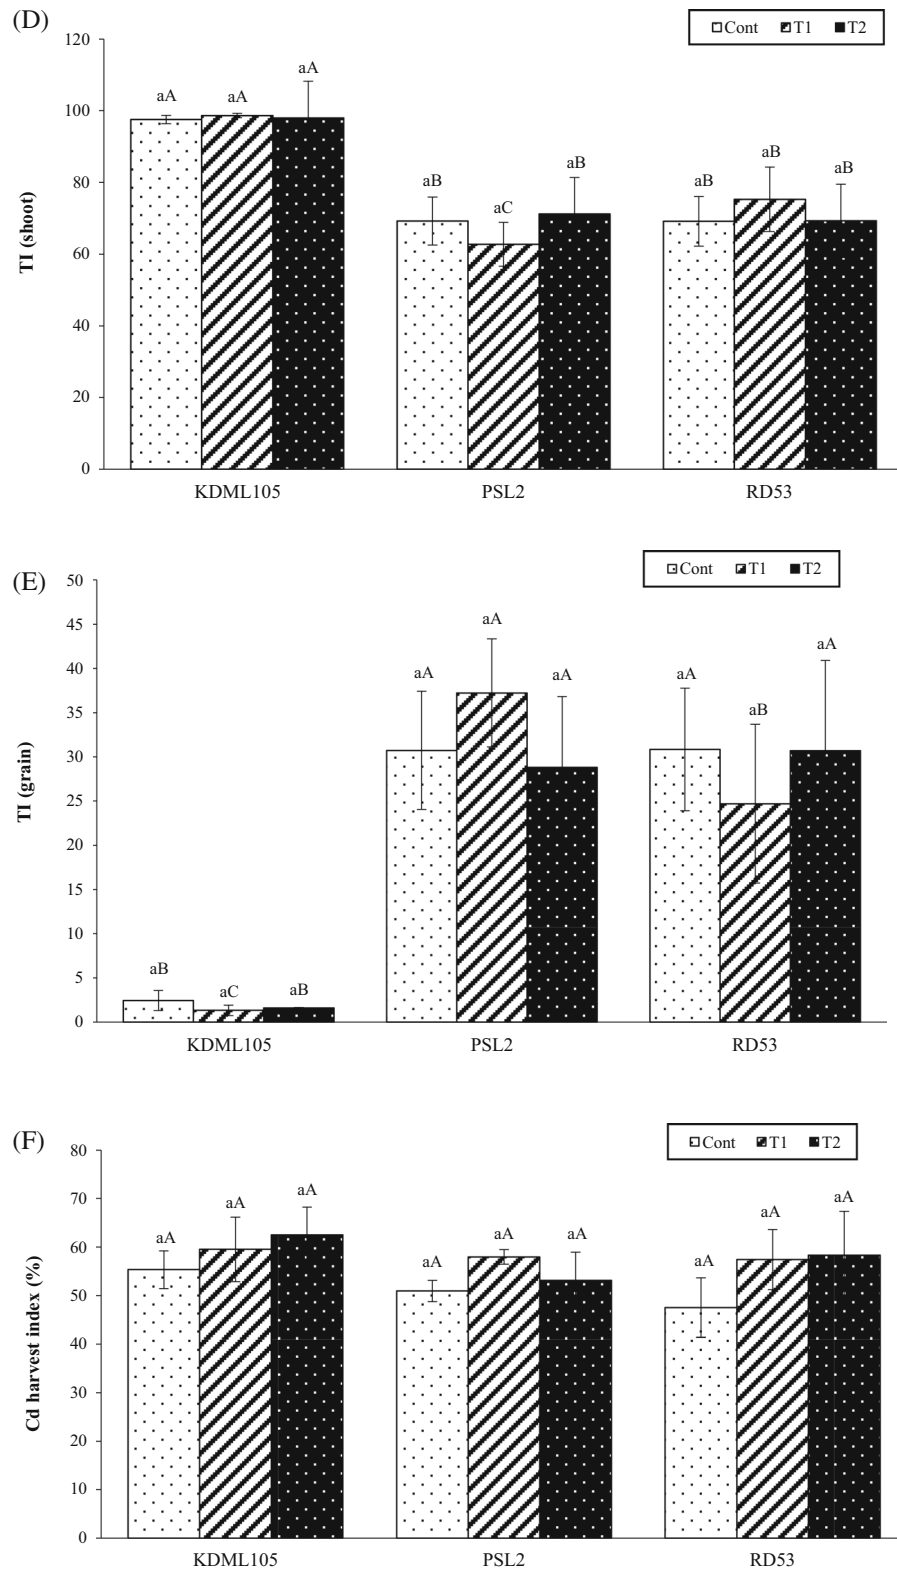 (D)
Cont T1 T2
120
100
80
60
40
20
0
TI (shoot)
aA aA aA
aB aC aB
aB aB aB
KDML105 PSL2 RD53
(E)
Cont T1 T2
50
45
40
35
30
25
20
15
10
5
0
TI (grain)
aB aC aB
aA aA aA
aA aB aA
KDML105 PSL2 RD53
(F)
Cont T1 T2
80
70
60
50
40
30
20
10
0
Cd harvest index (%)
aA aA aA
aA aA aA
aA aA aA
KDML105 PSL2 RD53